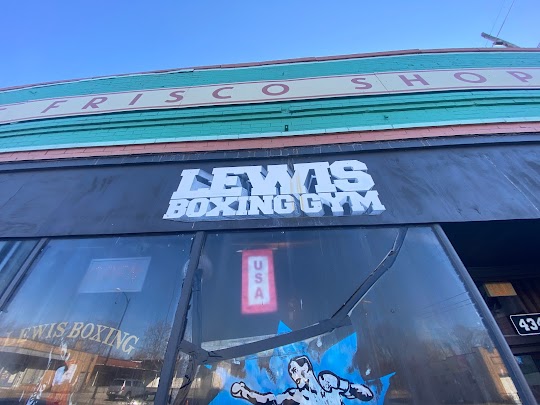 FRISCO SHOP
LEWIS
BOXING GYM
USA
LEWIS BOXING